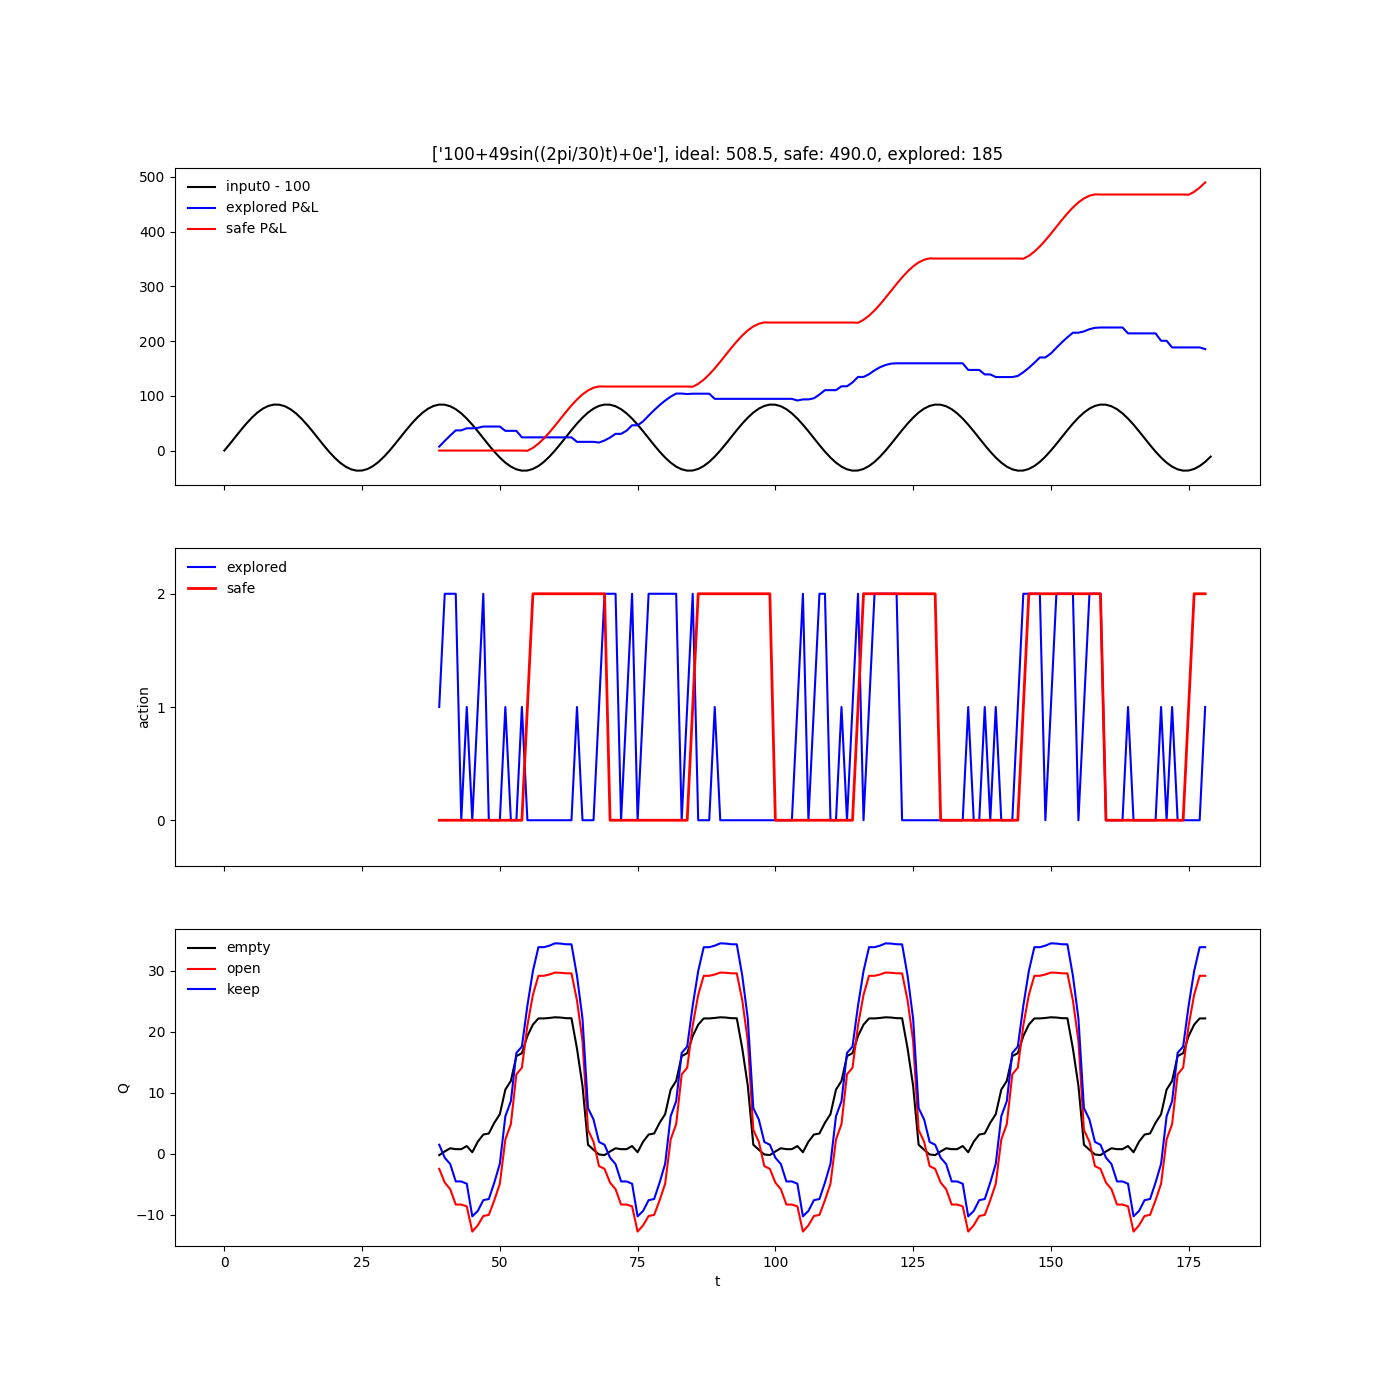 ['100+49sin((2pi/30)t)+0e'], ideal: 508.5, safe: 490.0, explored: 185
500
400
300
200
100
0
input0 - 100
explored P&L
safe P&L
action
2
1
0
explored
safe
Q
30
20
10
0
−10
empty
open
keep
0 25 50 75 100 125 150 175
t